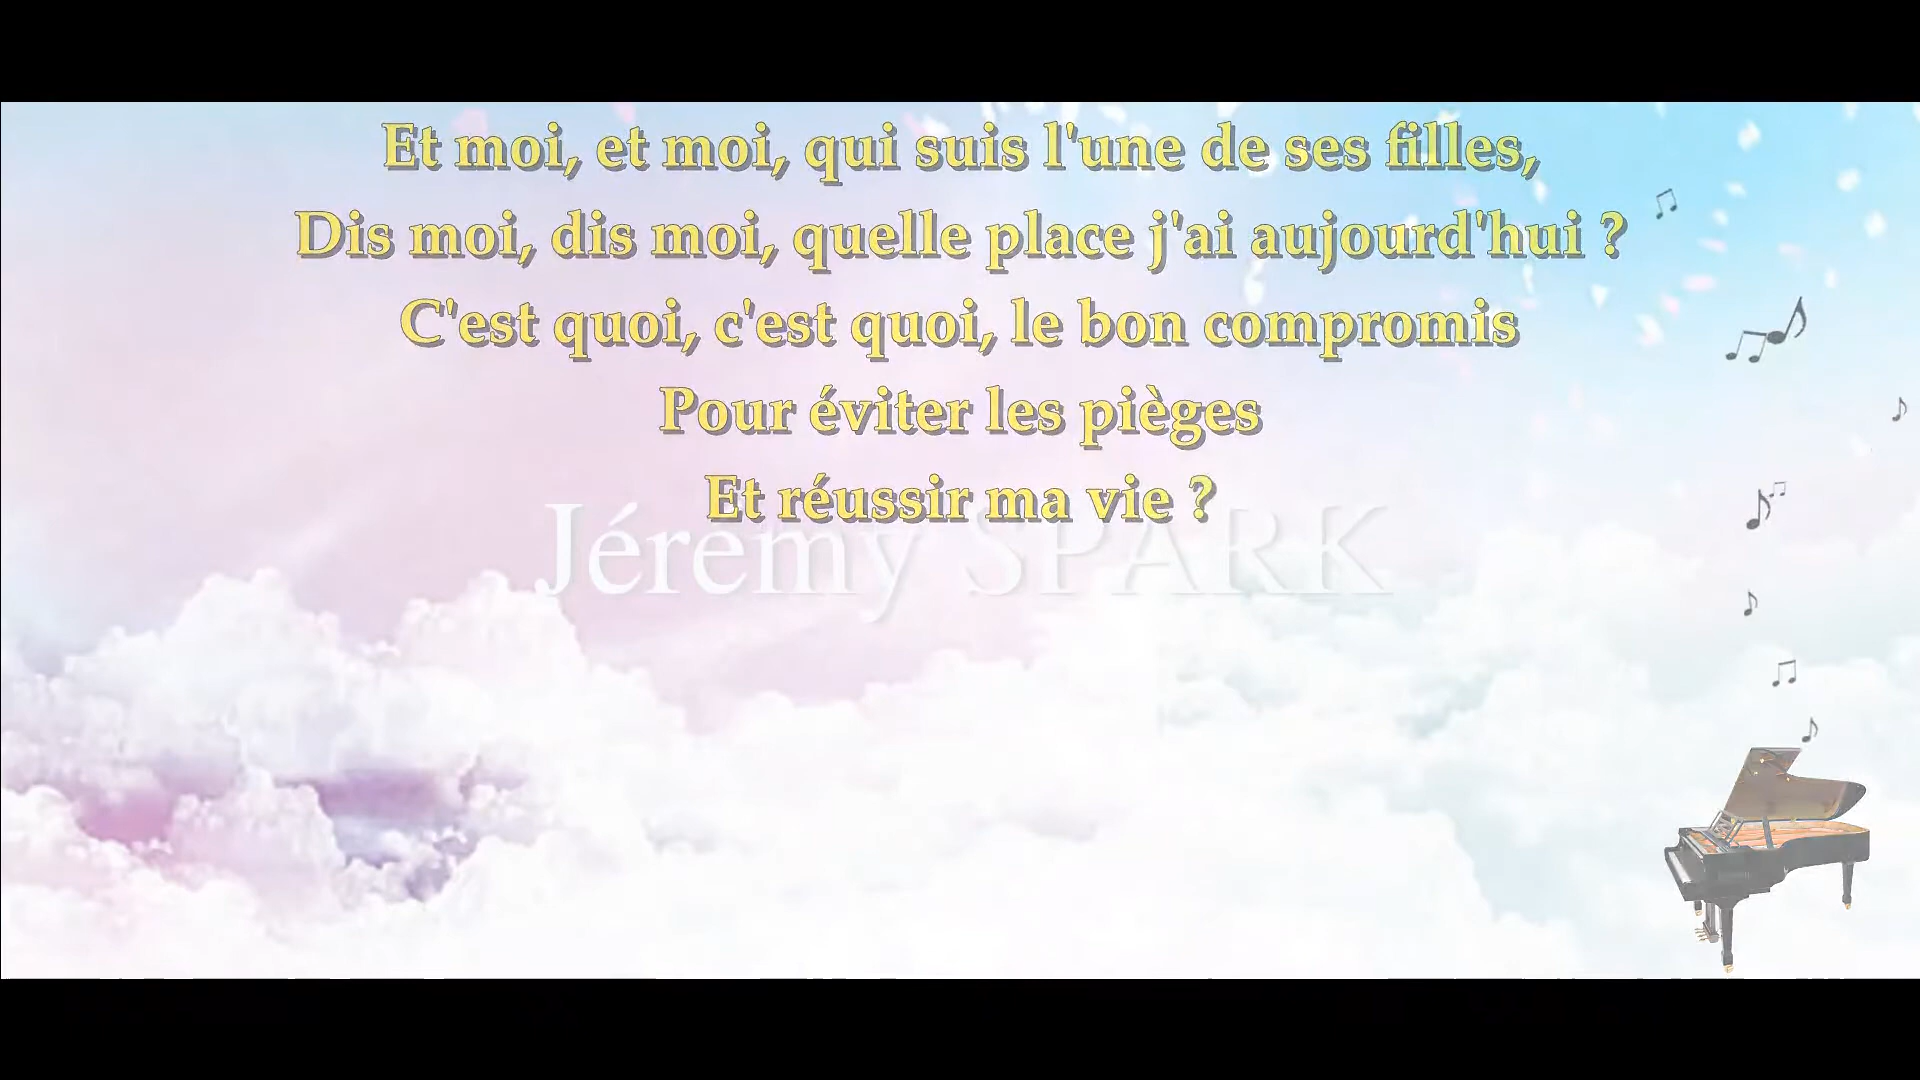 Et moi, et moi, qui suis l'une de ses filles,
Dis moi, dis moi, quelle place j'ai aujourd'hui ?
C'est quoi, c'est quoi, le bon compromis
Pour éviter les pièges
Et réussir ma vie ?
Jérémy SPARK